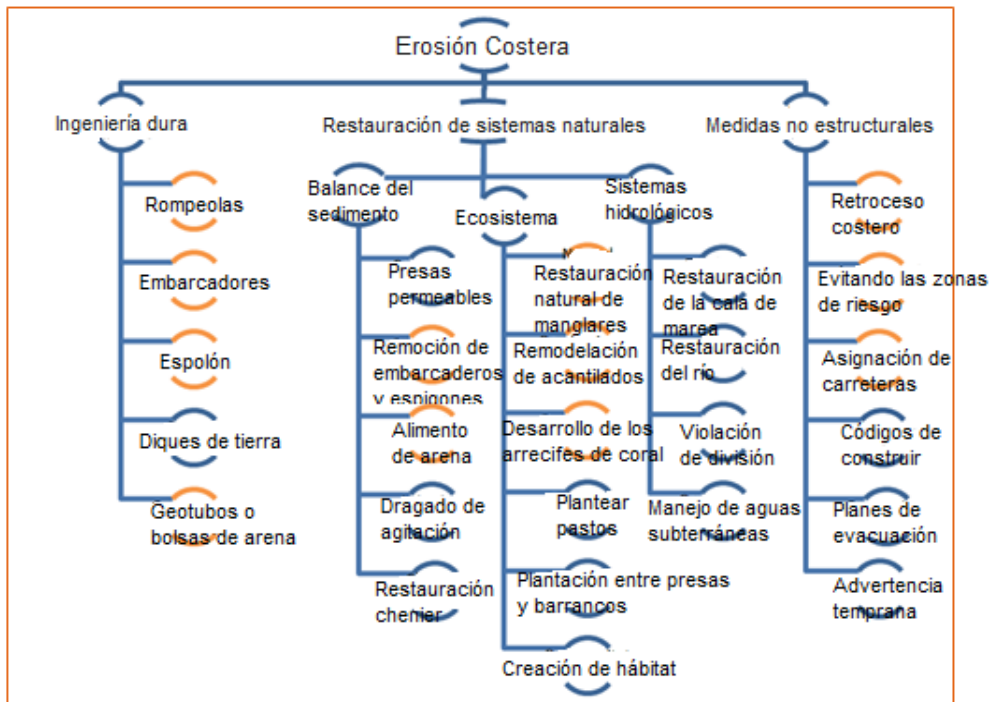 Erosión Costera
Ingeniería dura
Rompeolas
Embarcadores
Espolón
Diques de tierra
Geotubos o
bolsas de arena
Restauración de sistemas naturales
Balance del
sedimento
Presas
permeables
Remoción de
embarcaderos
y espigones
Alimento
de arena
Dragado de
agitación
Restauración
chenier
Ecosistema
Restauración
natural de
manglares
Remodelación
de acantilados
Desarrollo de los
arrecifes de coral
Plantear
pastos
Plantación entre presas
y barrancos
Creación de hábitat
Sistemas
hidrológicos
Restauración
de la cala de
marea
Restauración
del río
Violación
de división
Manejo de aguas
subterráneas
Medidas no estructurales
Retroceso
costero
Evitando las zonas
de riesgo
Asignación de
carreteras
Códigos de
construir
Planes de
evacuación
Advertencia
temprana